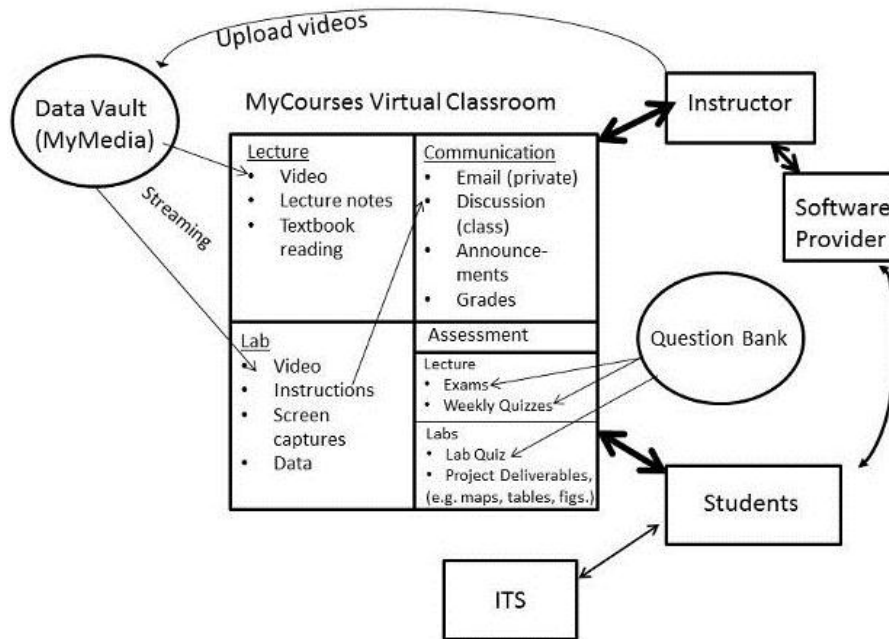 Upload videos
Data Vault
(MyMedia)
Streaming
MyCourses Virtual Classroom
Lecture
• Video
• Lecture notes
• Textbook
reading
Communication
• Email (private)
• Discussion
(class)
• Announce-
ments
• Grades
Lab
• Video
• Instructions
• Screen
captures
• Data
Assessment
Lecture
• Exams
• Weekly Quizzes
Labs
• Lab Quiz
• Project Deliverables,
(e.g. maps, tables, figs.)
Instructor
Software
Provider
Question Bank
Students
ITS